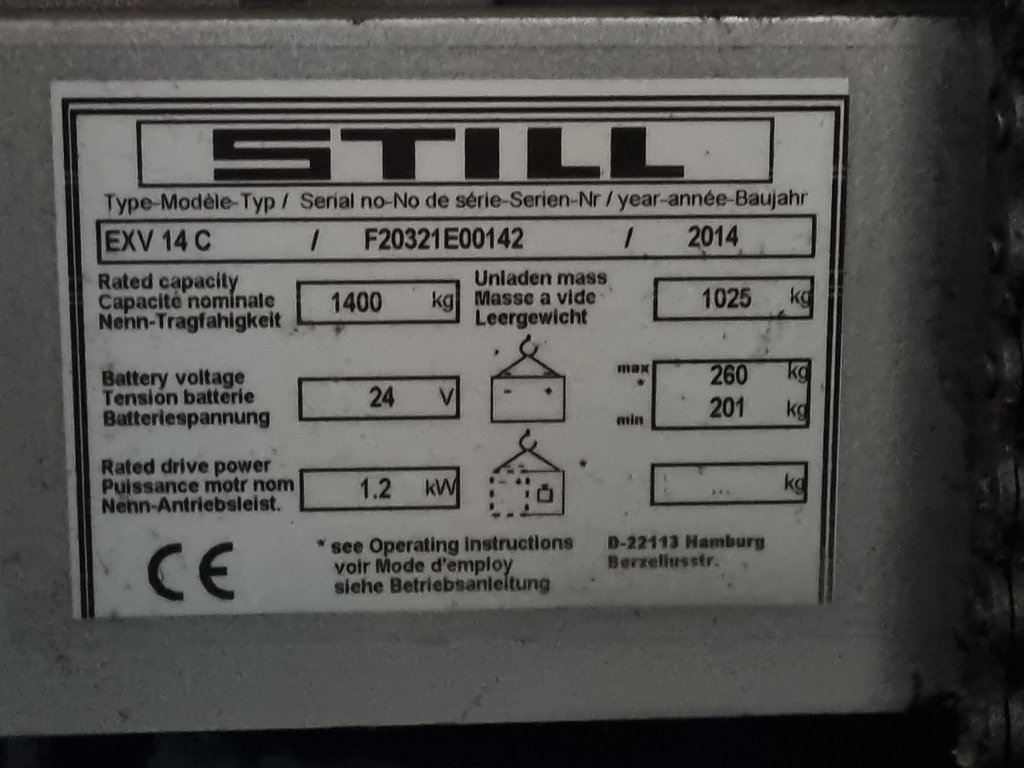 STILL
Type-Modèle-Typ / Serial no-No de série-Serien-Nr / year-année-Baujahr
EXV 14 C / F20321E00142 / 2014
Rated capacity
Capacité nominale
Nenn-Tragfahigkeit
1400 kg
Unladen mass
Masse a vide
Leergewicht
1025 kg
Battery voltage
Tension batterie
Batteriespannung
24 V
- +
max 260 kg
*
min 201 kg
Rated drive power
Puissance motr nom
Nenn-Antriebsleist.
1.2 kW
*
... kg
CE
* see Operating instructions
voir Mode d'employ
siehe Betriebsanleitung
D-22113 Hamburg
Berzeliusstr.